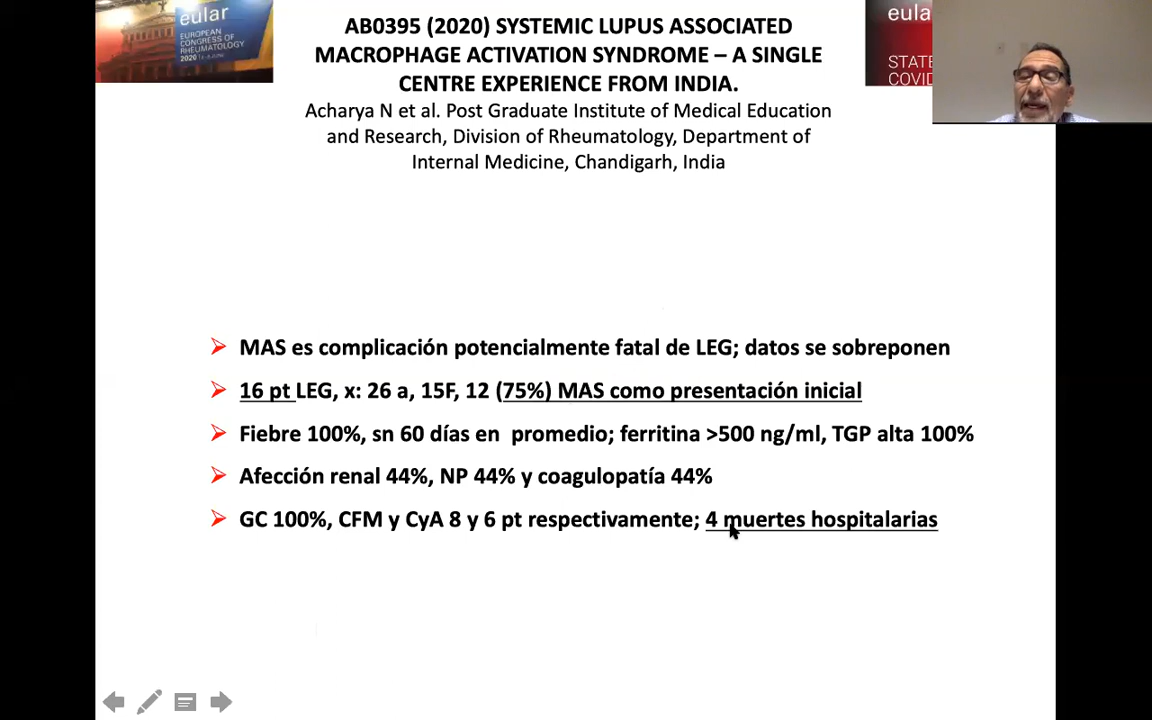 eular
EUROPEAN
CONGRESS OF
RHEUMATOLOGY
2020
AB0395 (2020) SYSTEMIC LUPUS ASSOCIATED
MACROPHAGE ACTIVATION SYNDROME – A SINGLE
CENTRE EXPERIENCE FROM INDIA.
Acharya N et al. Post Graduate Institute of Medical Education
and Research, Division of Rheumatology, Department of
Internal Medicine, Chandigarh, India
eula
STATE
COVID
MAS es complicación potencialmente fatal de LEG; datos se sobreponen
16 pt LEG, x: 26 a, 15F, 12 (75%) MAS como presentación inicial
Fiebre 100%, sn 60 días en promedio; ferritina >500 ng/ml, TGP alta 100%
Afección renal 44%, NP 44% y coagulopatía 44%
GC 100%, CFM y CyA 8 y 6 pt respectivamente; 4 muertes hospitalarias